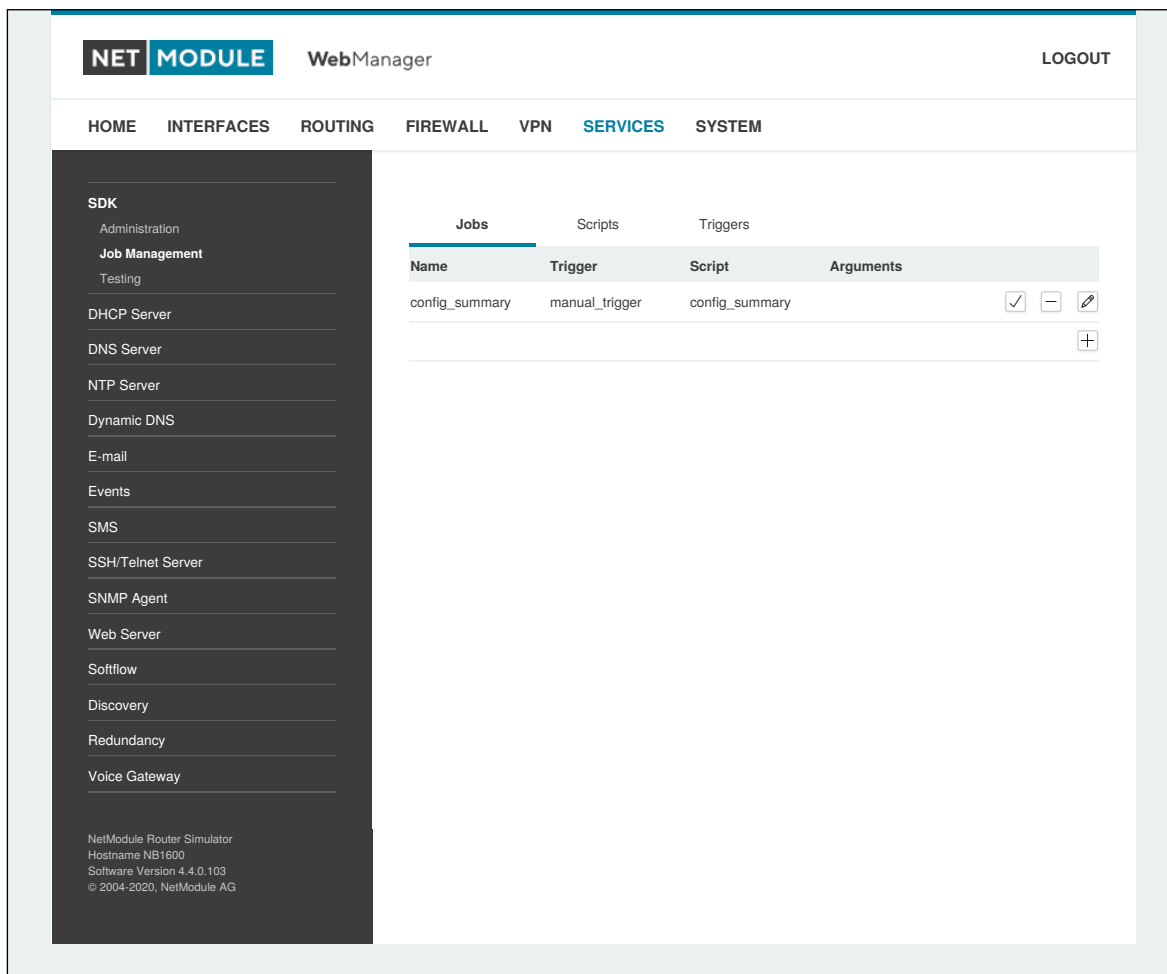 NET MODULE WebManager LOGOUT
HOME INTERFACES ROUTING FIREWALL VPN SERVICES SYSTEM
SDK
Administration
Job Management
Testing
DHCP Server
DNS Server
NTP Server
Dynamic DNS
E-mail
Events
SMS
SSH/Telnet Server
SNMP Agent
Web Server
Softflow
Discovery
Redundancy
Voice Gateway
NetModule Router Simulator
Hostname NB1600
Software Version 4.4.0.103
© 2004-2020, NetModule AG
Jobs Scripts Triggers
Name Trigger Script Arguments
config_summary manual_trigger config_summary